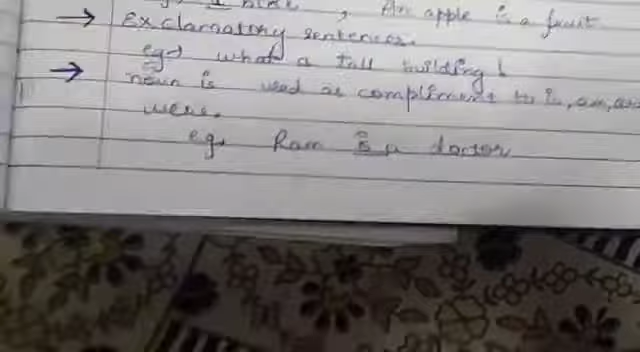 , An apple is a fruit
→ Exclamatory sentences.
eg → what a tall building!
→ noun is used as compliment to is, am, are
were.
eg → Ram is a doctor